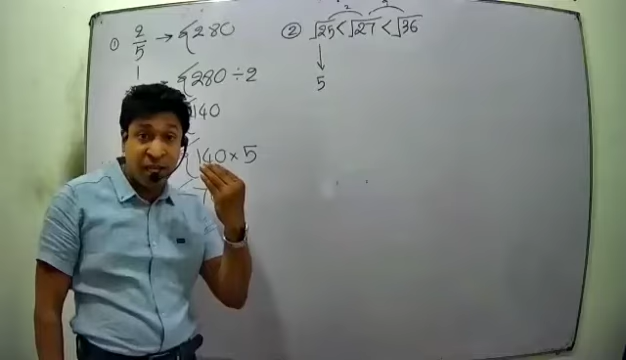 ① 2/5 → {280
② √25 < √27 < √36
5
1 → {280 ÷ 2
{140
{140 × 5